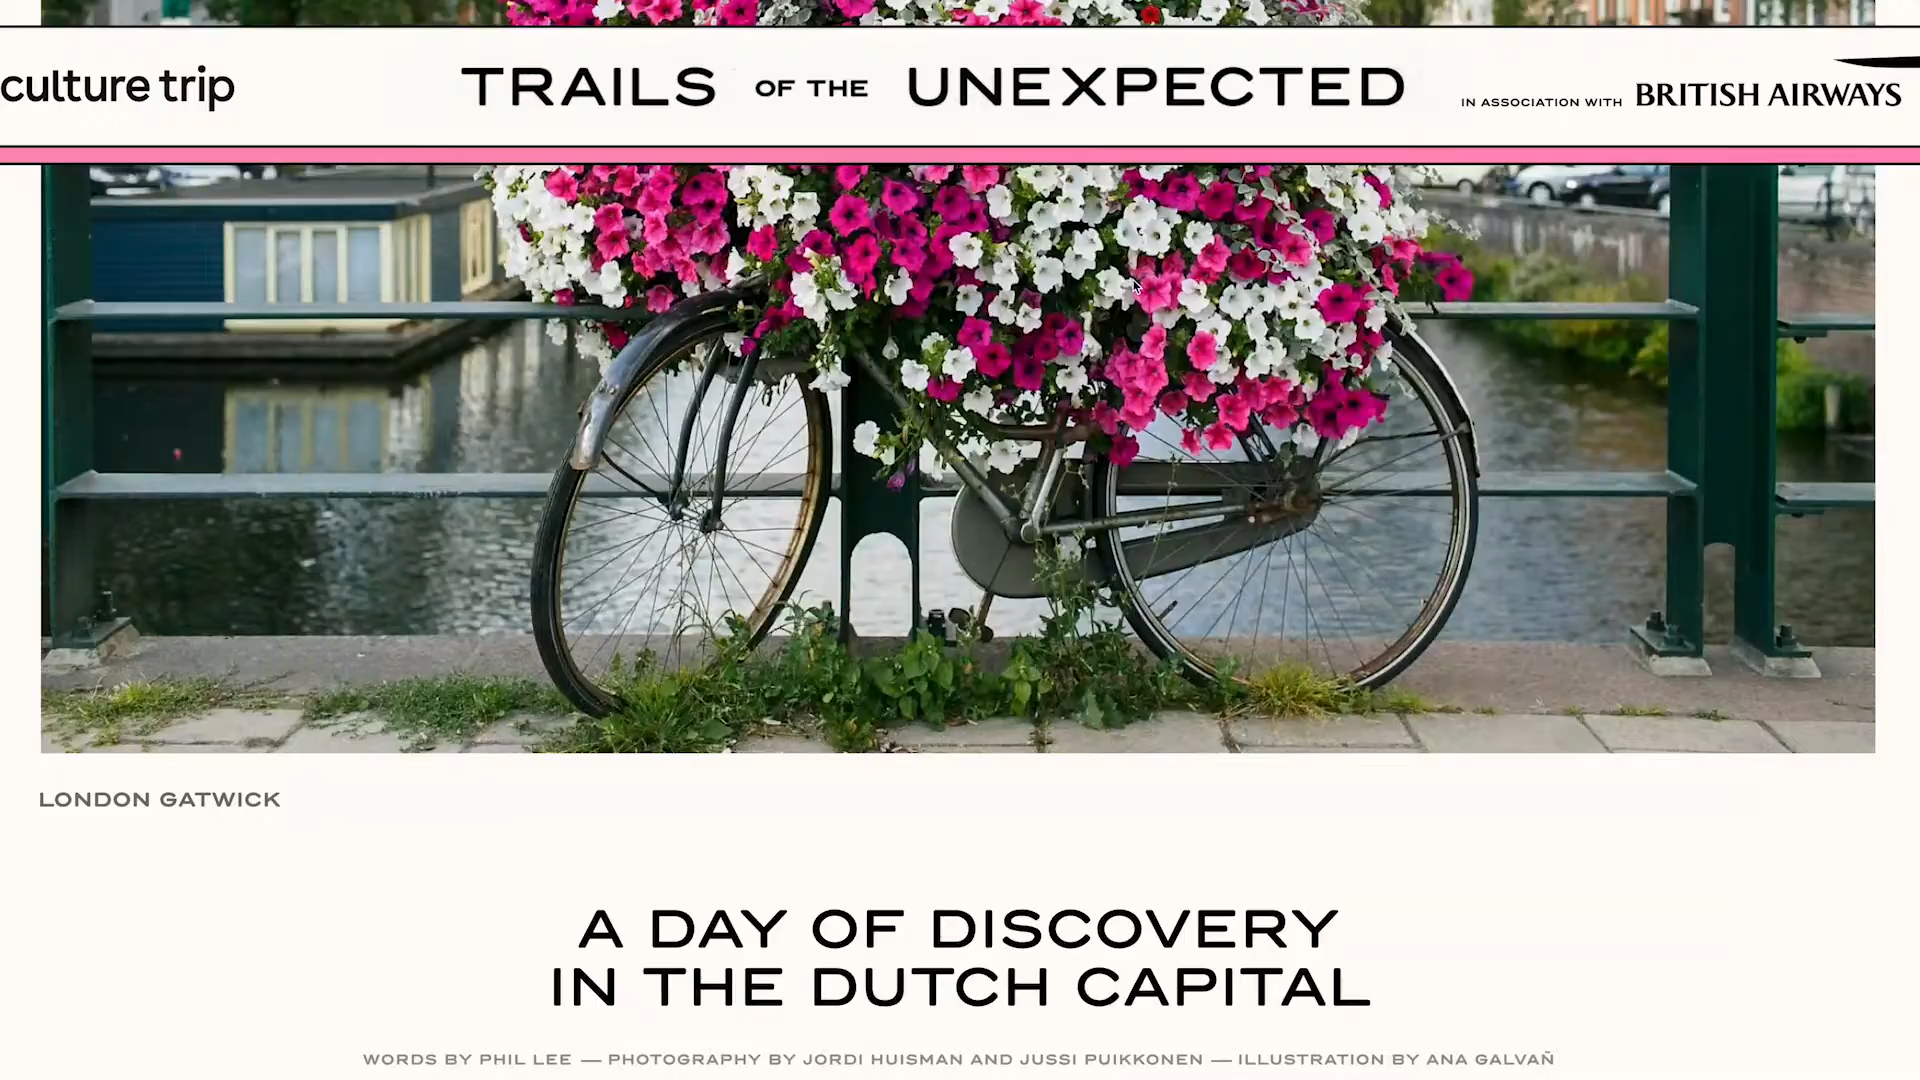 culture trip
TRAILS OF THE UNEXPECTED
IN ASSOCIATION WITH BRITISH AIRWAYS
LONDON GATWICK
A DAY OF DISCOVERY
IN THE DUTCH CAPITAL
WORDS BY PHIL LEE — PHOTOGRAPHY BY JORDI HUISMAN AND JUSSI PUIKKONEN — ILLUSTRATION BY ANA GALVAÑ